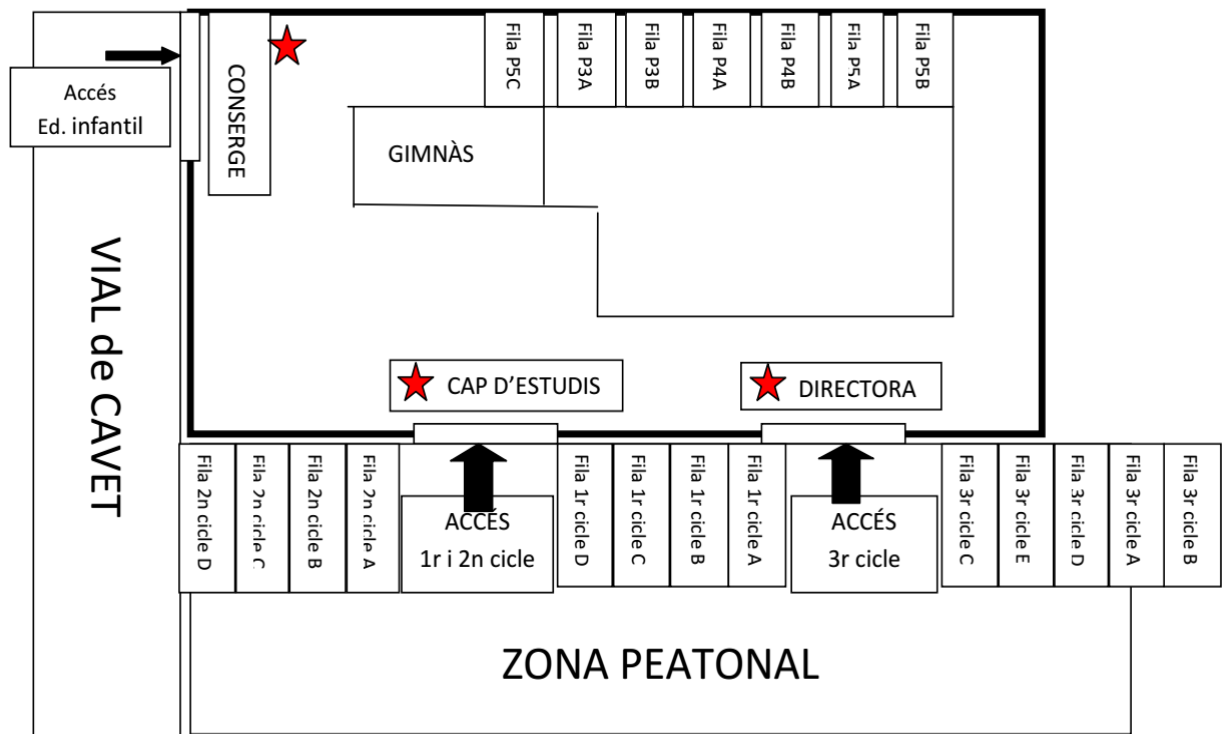 Accés
Ed. infantil
CONSERGE
Fila P5C
Fila P3A
Fila P3B
Fila P4A
Fila P4B
Fila P5A
Fila P5B
GIMNÀS
VIAL de CAVET
CAP D’ESTUDIS
DIRECTORA
Fila 2n cicle D
Fila 2n cicle C
Fila 2n cicle B
Fila 2n cicle A
ACCÉS
1r i 2n cicle
Fila 1r cicle D
Fila 1r cicle C
Fila 1r cicle B
Fila 1r cicle A
ACCÉS
3r cicle
Fila 3r cicle C
Fila 3r cicle E
Fila 3r cicle D
Fila 3r cicle A
Fila 3r cicle B
ZONA PEATONAL